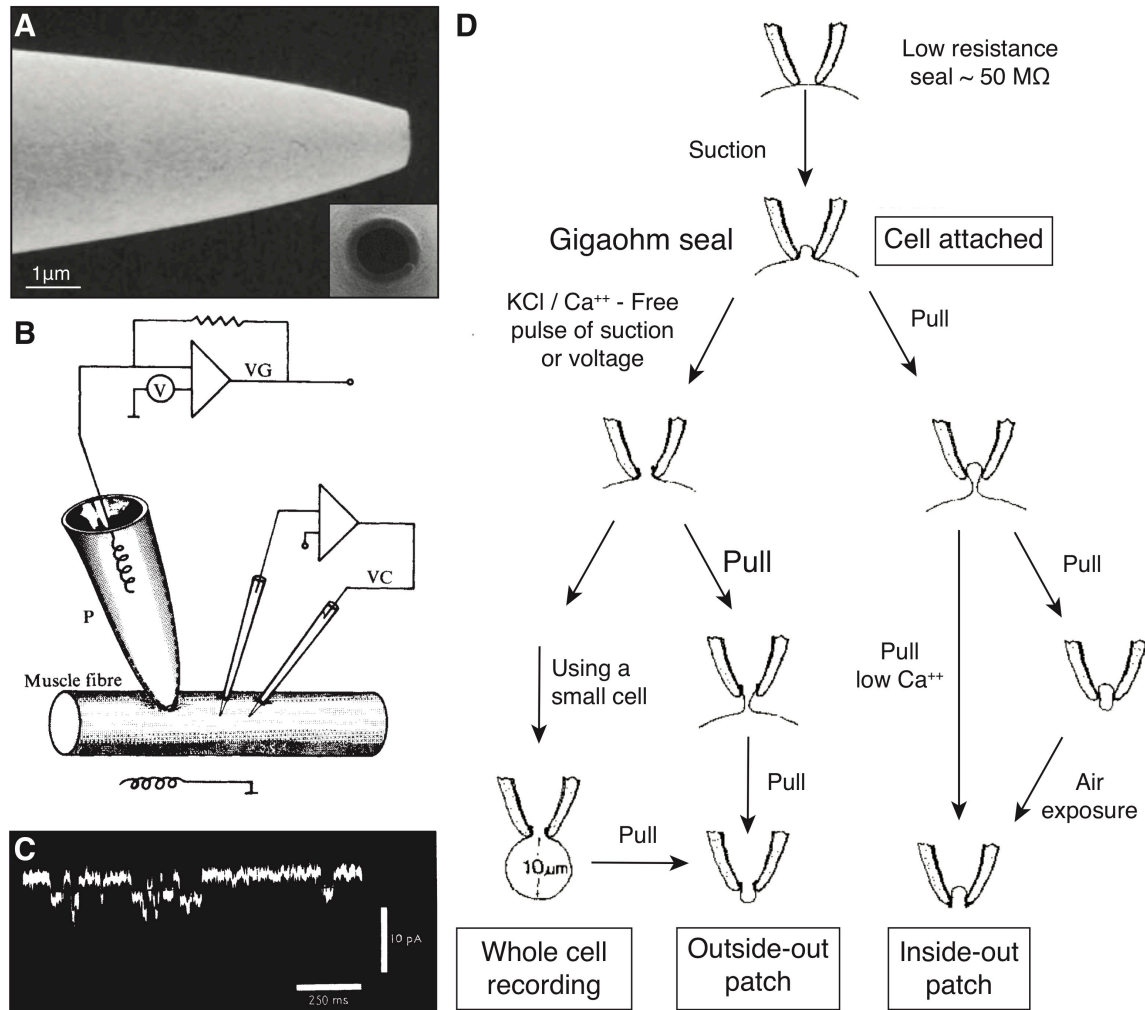 A
1µm
B
VG
V
P
VC
Muscle fibre
C
10 pA
250 ms
D
Low resistance
seal ~ 50 MΩ
Suction
Gigaohm seal
Cell attached
KCl / Ca⁺⁺ - Free
pulse of suction
or voltage
Pull
Pull
Pull
Using a
small cell
Pull
low Ca⁺⁺
Pull
Air
exposure
10µm
Pull
Whole cell
recording
Outside-out
patch
Inside-out
patch